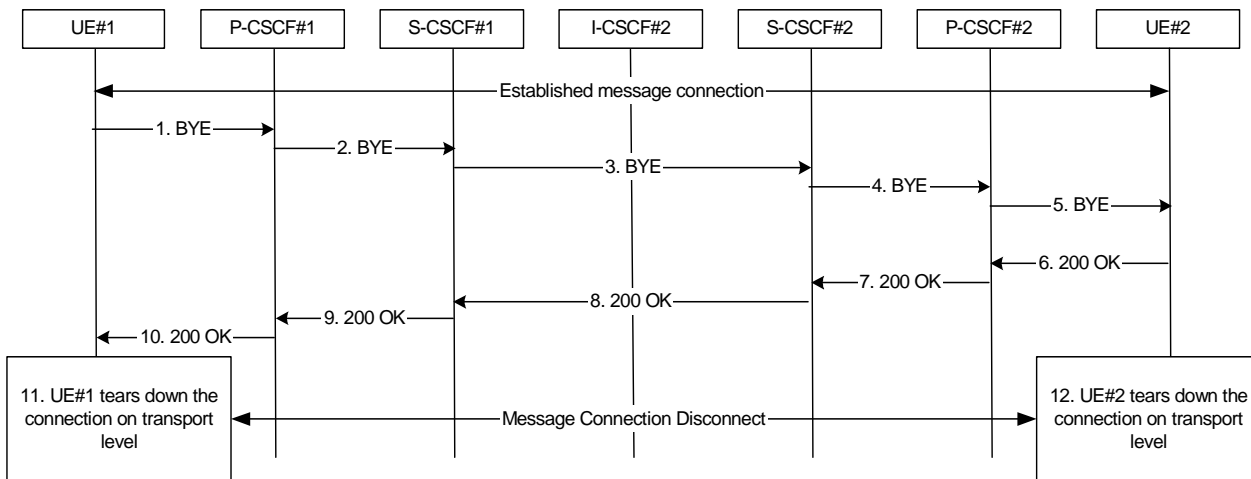 UE#1
P-CSCF#1
S-CSCF#1
I-CSCF#2
S-CSCF#2
P-CSCF#2
UE#2
Established message connection
1. BYE
2. BYE
3. BYE
4. BYE
5. BYE
6. 200 OK
7. 200 OK
8. 200 OK
9. 200 OK
10. 200 OK
11. UE#1 tears down the
connection on transport
level
Message Connection Disconnect
12. UE#2 tears down the
connection on transport
level